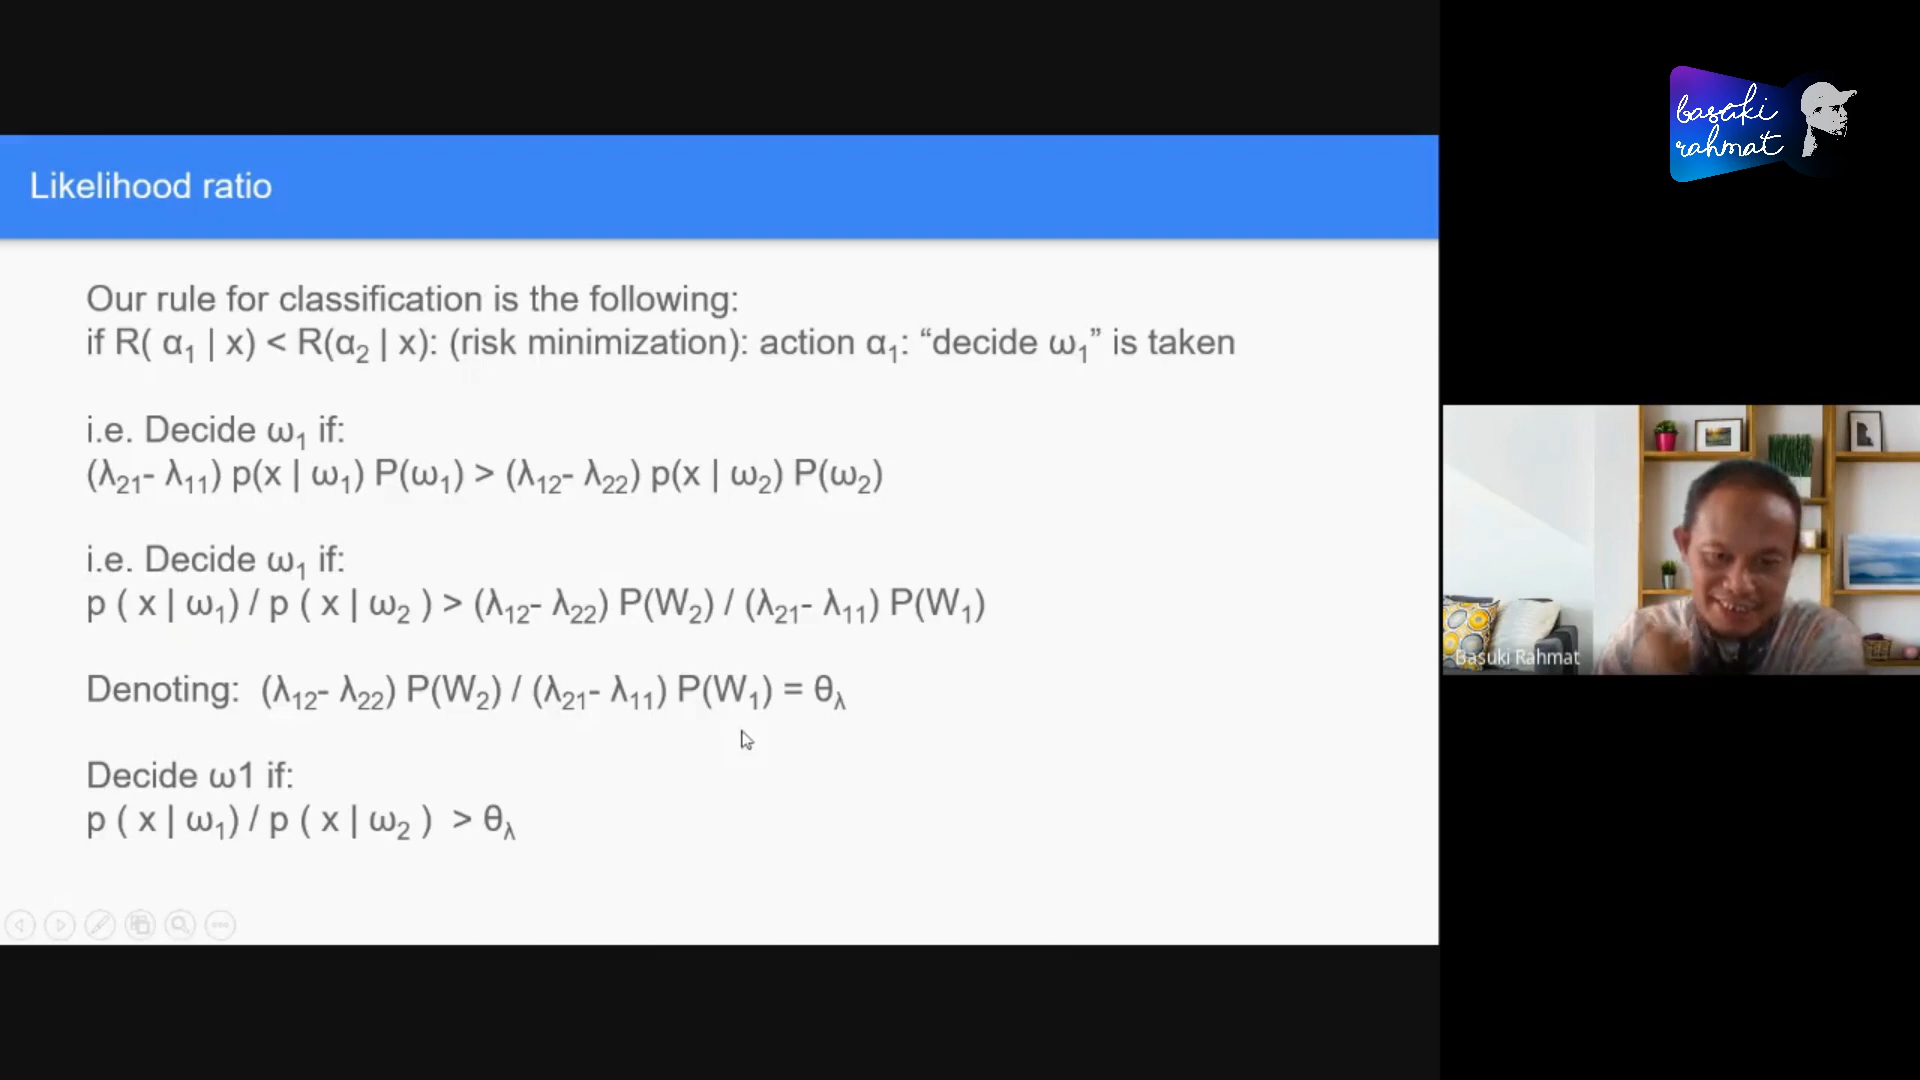 Likelihood ratio
Our rule for classification is the following:
if R( α₁ | x) < R(α₂ | x): (risk minimization): action α₁: “decide ω₁” is taken
i.e. Decide ω₁ if:
(λ₂₁- λ₁₁) p(x | ω₁) P(ω₁) > (λ₁₂- λ₂₂) p(x | ω₂) P(ω₂)
i.e. Decide ω₁ if:
p ( x | ω₁) / p ( x | ω₂ ) > (λ₁₂- λ₂₂) P(W₂) / (λ₂₁- λ₁₁) P(W₁)
Denoting: (λ₁₂- λ₂₂) P(W₂) / (λ₂₁- λ₁₁) P(W₁) = θ_λ
Decide ω1 if:
p ( x | ω₁) / p ( x | ω₂ ) > θ_λ
basuki
rahmat
Basuki Rahmat